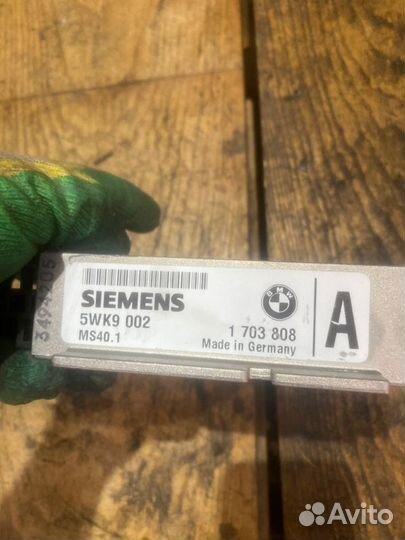 SIEMENS
5WK9 002
MS40.1
BMW
1 703 808
Made in Germany
A
Avito